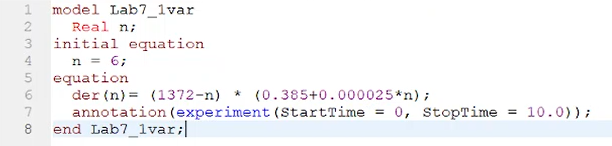 1 model Lab7_1var
2 Real n;
3 initial equation
4 n = 6;
5 equation
6 der(n)= (1372-n) * (0.385+0.000025*n);
7 annotation(experiment(StartTime = 0, StopTime = 10.0));
8 end Lab7_1var;